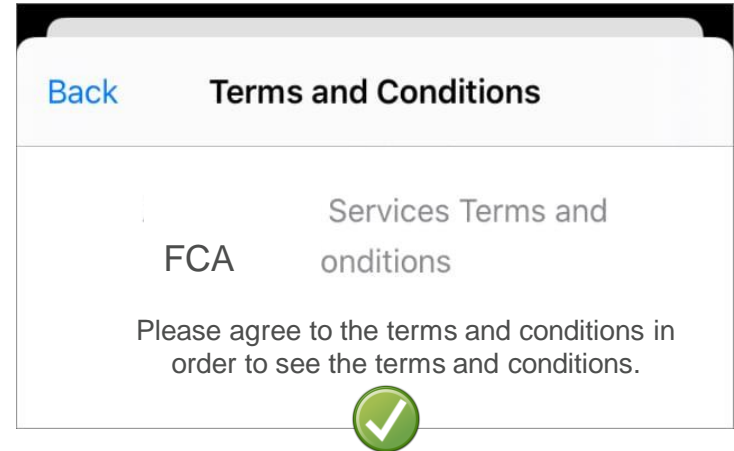 Back Terms and Conditions
Services Terms and
FCA onditions
Please agree to the terms and conditions in
order to see the terms and conditions.